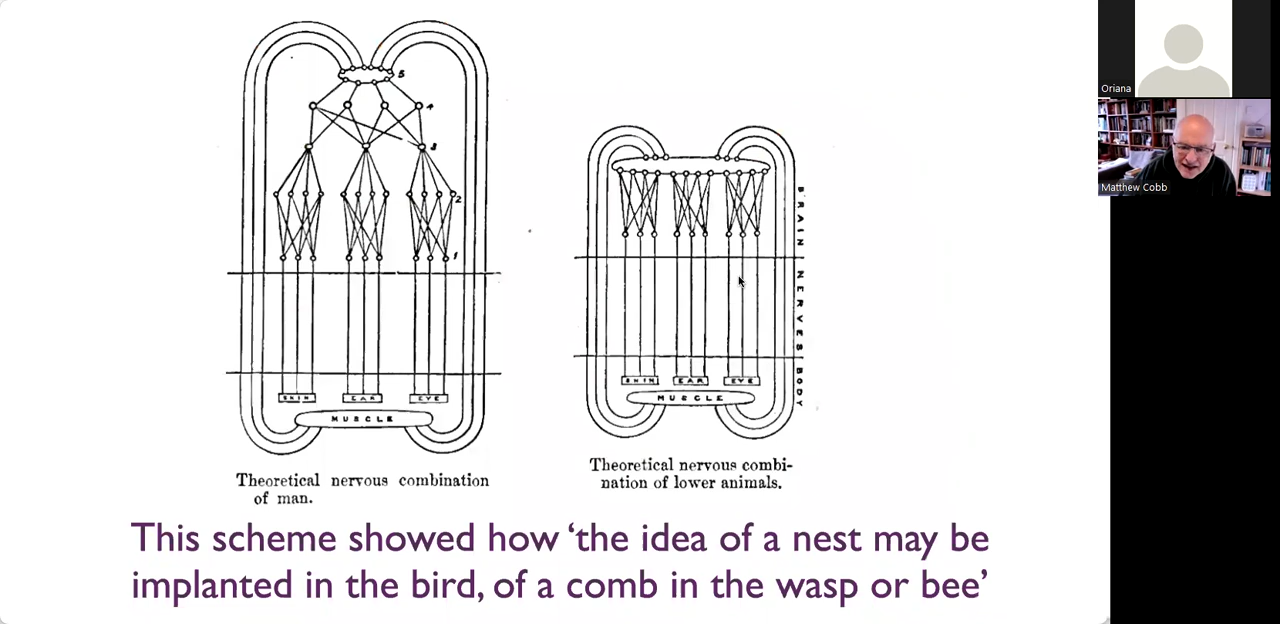 5
4
3
2
1
SKIN
EAR
EYE
MUSCLE
Theoretical nervous combination
of man.
SKIN
EAR
EYE
MUSCLE
BRAIN
NERVES
BODY
Theoretical nervous combi-
nation of lower animals.
This scheme showed how ‘the idea of a nest may be
implanted in the bird, of a comb in the wasp or bee’
Oriana
Matthew Cobb